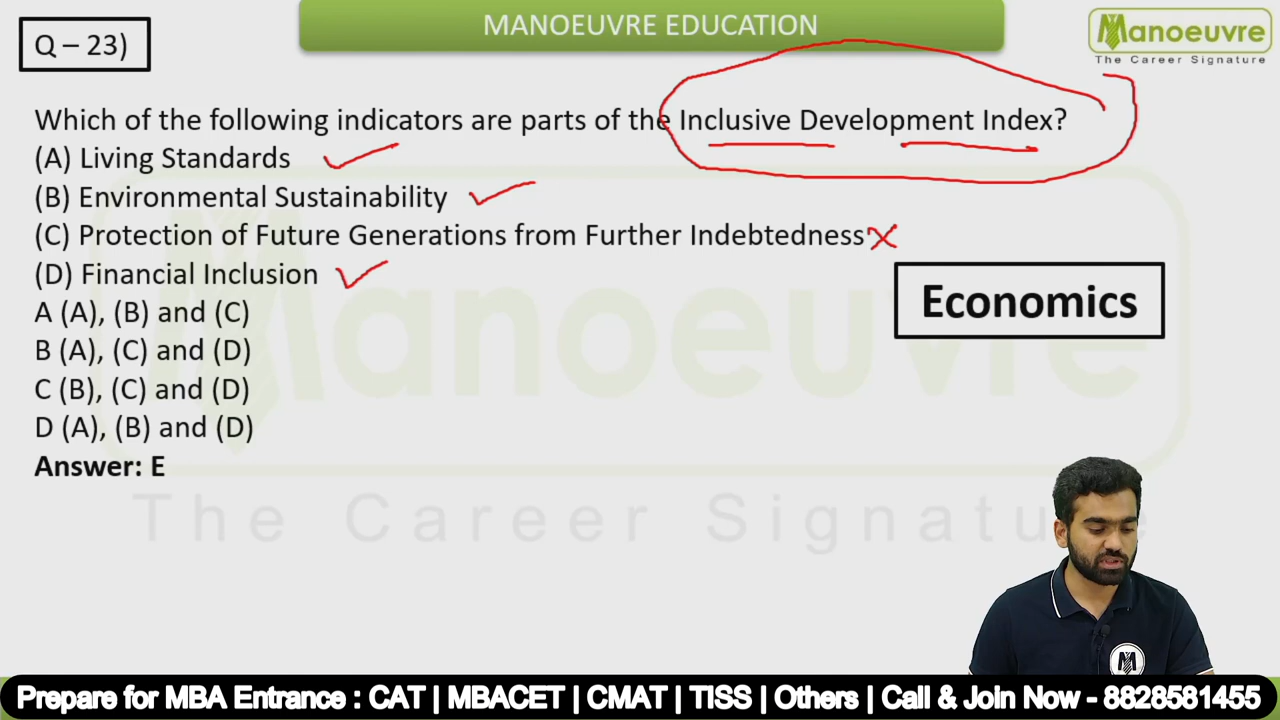 Q – 23)
MANOEUVRE EDUCATION
Manoeuvre
The Career Signature
Which of the following indicators are parts of the Inclusive Development Index?
(A) Living Standards
(B) Environmental Sustainability
(C) Protection of Future Generations from Further Indebtedness
(D) Financial Inclusion
Economics
A (A), (B) and (C)
B (A), (C) and (D)
C (B), (C) and (D)
D (A), (B) and (D)
Answer: E
Manoeuvre
The Career Signature
Prepare for MBA Entrance : CAT | MBACET | CMAT | TISS | Others | Call & Join Now - 8828581455